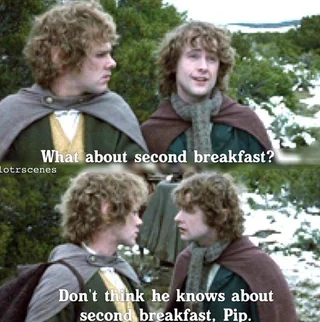 What about second breakfast?
lotrscenes
Don't think he knows about
second breakfast, Pip.